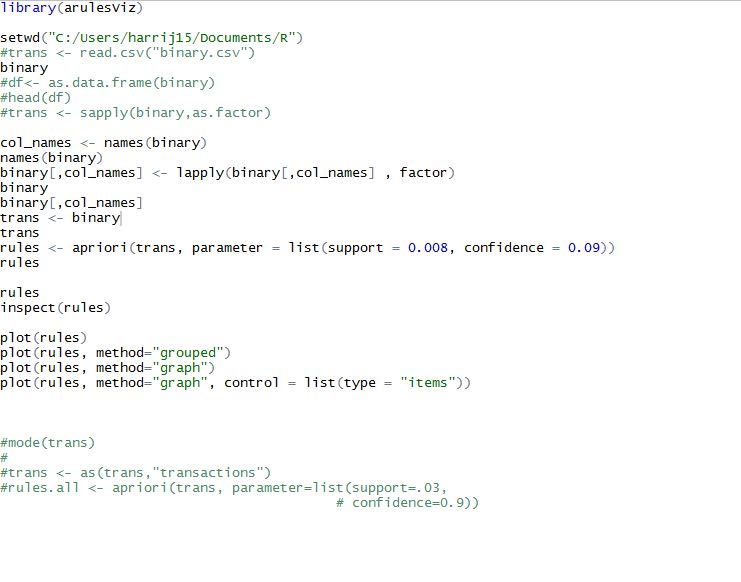 library(arulesViz)
setwd("C:/Users/harrij15/Documents/R")
#trans <- read.csv("binary.csv")
binary
#df<- as.data.frame(binary)
#head(df)
#trans <- sapply(binary,as.factor)
col_names <- names(binary)
names(binary)
binary[,col_names] <- lapply(binary[,col_names] , factor)
binary
binary[,col_names]
trans <- binary
trans
rules <- apriori(trans, parameter = list(support = 0.008, confidence = 0.09))
rules
rules
inspect(rules)
plot(rules)
plot(rules, method="grouped")
plot(rules, method="graph")
plot(rules, method="graph", control = list(type = "items"))
#mode(trans)
#
#trans <- as(trans,"transactions")
#rules.all <- apriori(trans, parameter=list(support=.03,
# confidence=0.9))